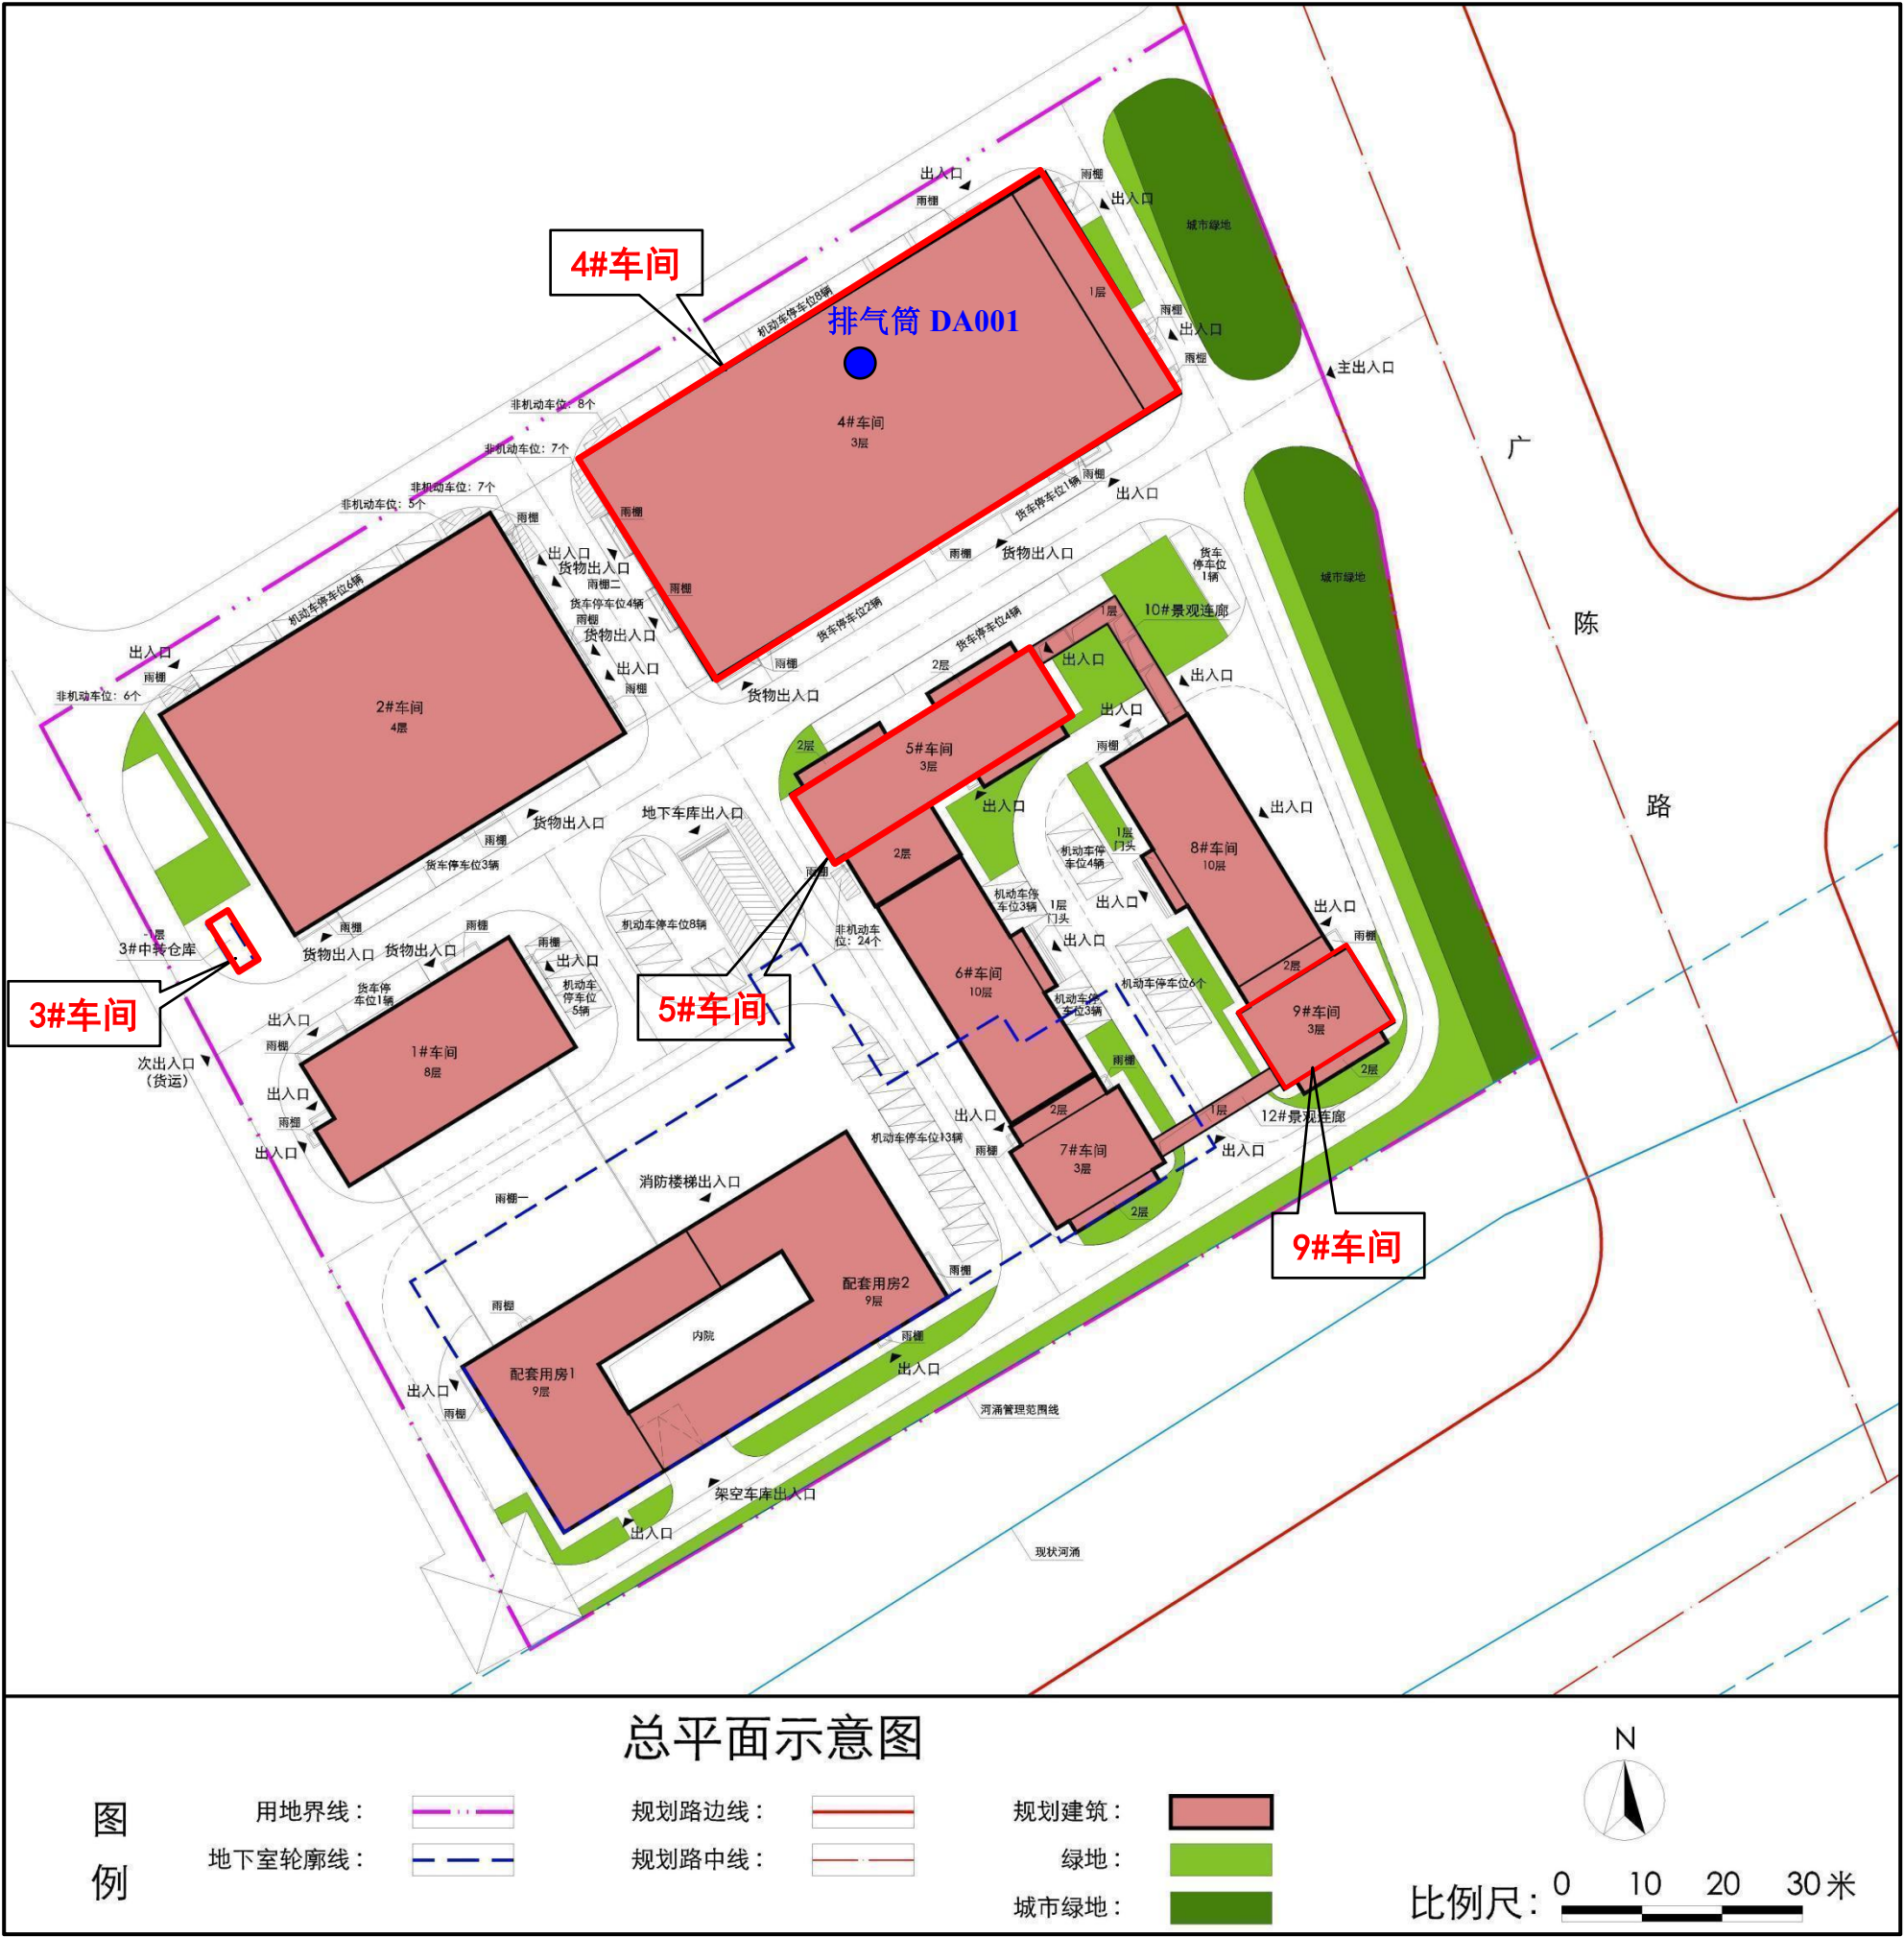 出入口
雨棚
雨棚
出入口
城市绿地
4#车间
1层
机动车停车位8辆
排气筒 DA001
雨棚
出入口
雨棚
主出入口
非机动车位：8个
4#车间
3层
非机动车位：7个
广
非机动车位：7个
非机动车位：5个
雨棚
雨棚
雨棚
货车停车位1辆
出入口
出入口
货物出入口
雨棚二
雨棚
货物出入口
货车
停车位
1辆
城市绿地
机动车停车位6辆
雨棚
货车停车位4辆
雨棚
货物出入口
货车停车位2辆
货车停车位4辆
1层
10#景观连廊
陈
出入口
雨棚
非机动车位：6个
出入口
雨棚
雨棚
货物出入口
2层
出入口
出入口
2#车间
4层
出入口
2层
5#车间
3层
雨棚
路
地下车库出入口
货物出入口
雨棚
货车停车位3辆
出入口
出入口
2层
雨棚
1层
门头
机动车停
车位4辆
8#车间
10层
机动车停
车位3辆
出入口
1层
门头
出入口
雨棚
-1层
3#中转仓库
雨棚
货物出入口
货物出入口
雨棚
雨棚
出入口
机动车停车位8辆
非机动车
位：24个
出入口
3#车间
货车停
车位1辆
机动车
停车位
5辆
5#车间
6#车间
10层
机动车停
车位3辆
机动车停车位6个
2层
9#车间
3层
出入口
雨棚
次出入口
（货运）
1#车间
8层
雨棚
2层
出入口
雨棚
出入口
机动车停车位13辆
出入口
雨棚
2层
7#车间
3层
1层
12#景观连廊
出入口
雨棚一
消防楼梯出入口
2层
9#车间
雨棚
配套用房2
9层
雨棚
内院
雨棚
出入口
配套用房1
9层
出入口
雨棚
河涌管理范围线
架空车库出入口
出入口
现状河涌
总平面示意图
N
图
例
用地界线：
规划路边线：
规划建筑：
地下室轮廓线：
规划路中线：
绿地：
城市绿地：
比例尺：
0 10 20 30 米